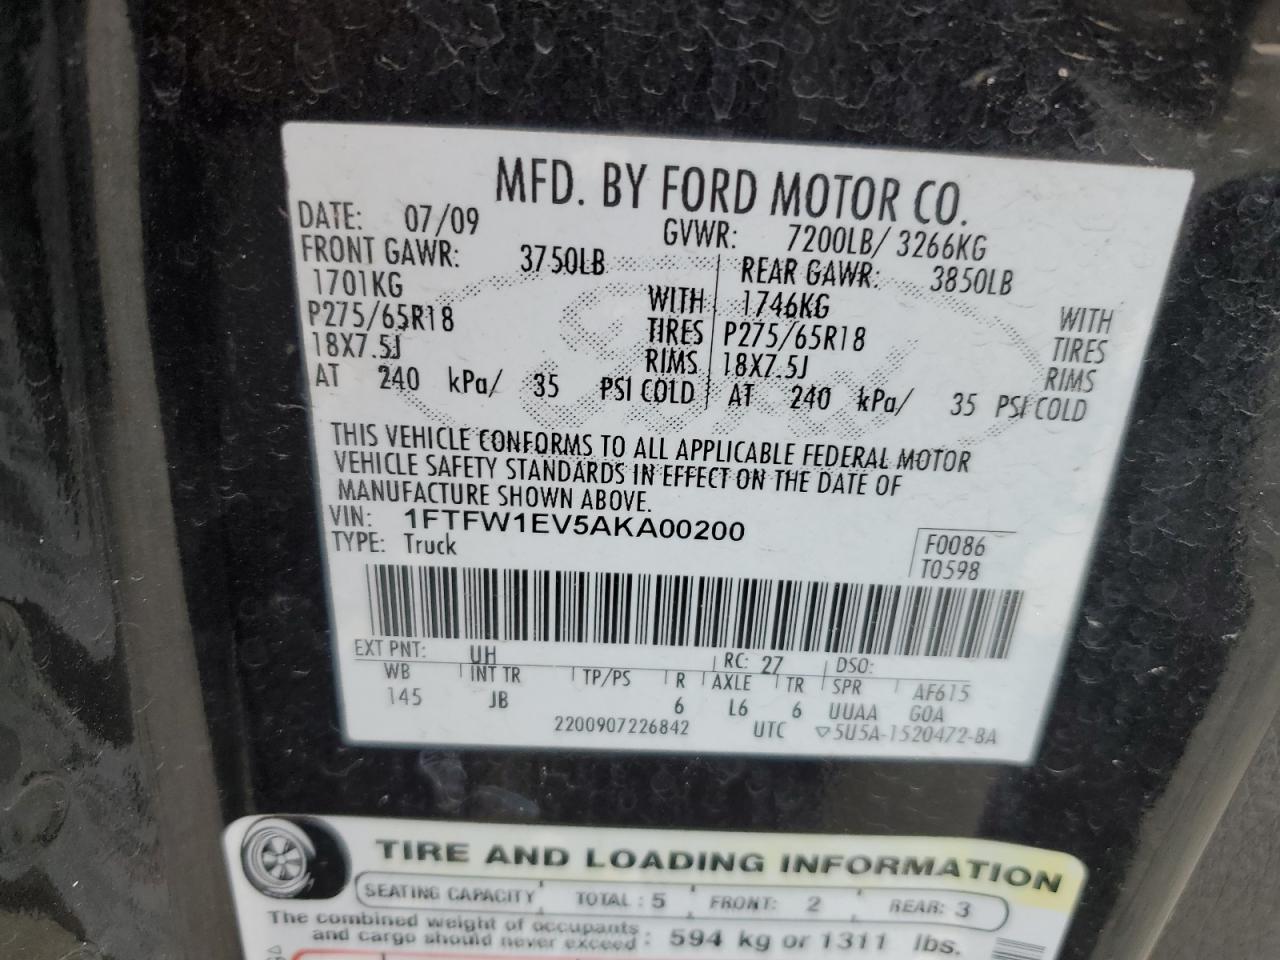 MFD. BY FORD MOTOR CO.
DATE: 07/09 GVWR: 7200LB/ 3266KG
FRONT GAWR: 3750LB REAR GAWR: 3850LB
1701KG WITH 1746KG WITH
P275/65R18 TIRES P275/65R18 TIRES
18X7.5J RIMS 18X7.5J RIMS
AT 240 kPa/ 35 PSI COLD AT 240 kPa/ 35 PSI COLD
THIS VEHICLE CONFORMS TO ALL APPLICABLE FEDERAL MOTOR
VEHICLE SAFETY STANDARDS IN EFFECT ON THE DATE OF
MANUFACTURE SHOWN ABOVE.
VIN: 1FTFW1EV5AKA00200
TYPE: Truck
F0086
T0598
EXT PNT: UH RC: 27 DSO:
WB INT TR TP/PS R AXLE TR SPR AF615
145 JB 6 L6 6 UUAA GOA
2200907226842 UTC ▽5U5A-1520472-BA
TIRE AND LOADING INFORMATION
SEATING CAPACITY TOTAL : 5 FRONT: 2 REAR: 3
The combined weight of occupants
and cargo should never exceed : 594 kg or 1311 lbs.